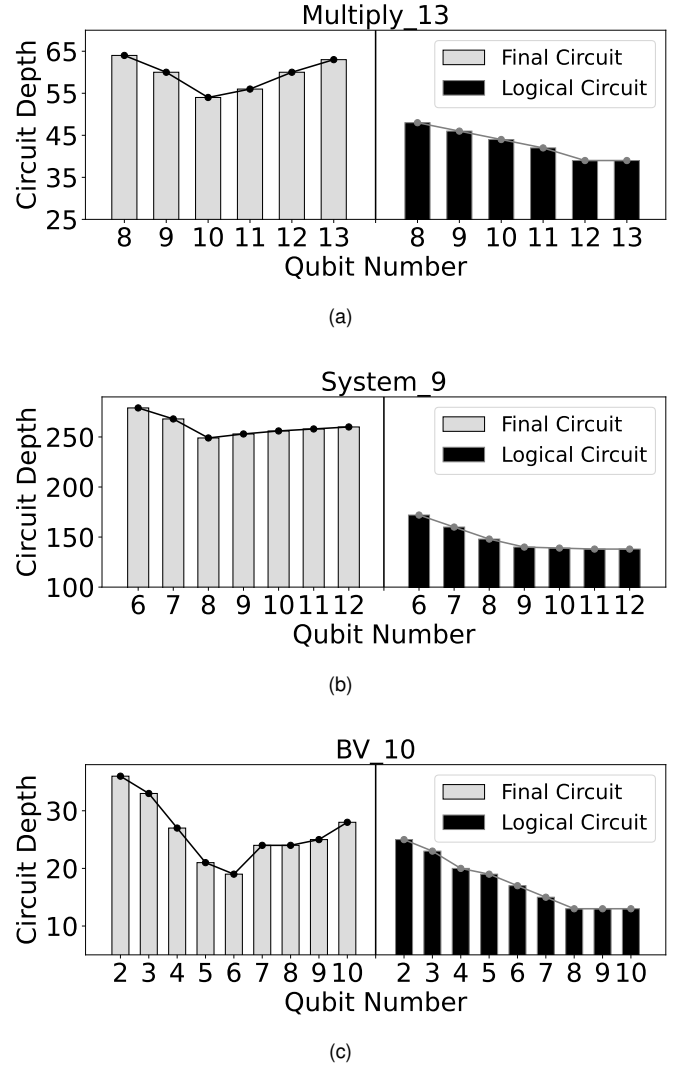 Multiply_13
Circuit Depth
65
55
45
35
25
Final Circuit
Logical Circuit
8 9 10 11 12 13 8 9 10 11 12 13
Qubit Number
(a)
System_9
Circuit Depth
250
200
150
100
Final Circuit
Logical Circuit
6 7 8 9 10 11 12 6 7 8 9 10 11 12
Qubit Number
(b)
BV_10
Circuit Depth
30
20
10
Final Circuit
Logical Circuit
2 3 4 5 6 7 8 9 10 2 3 4 5 6 7 8 9 10
Qubit Number
(c)